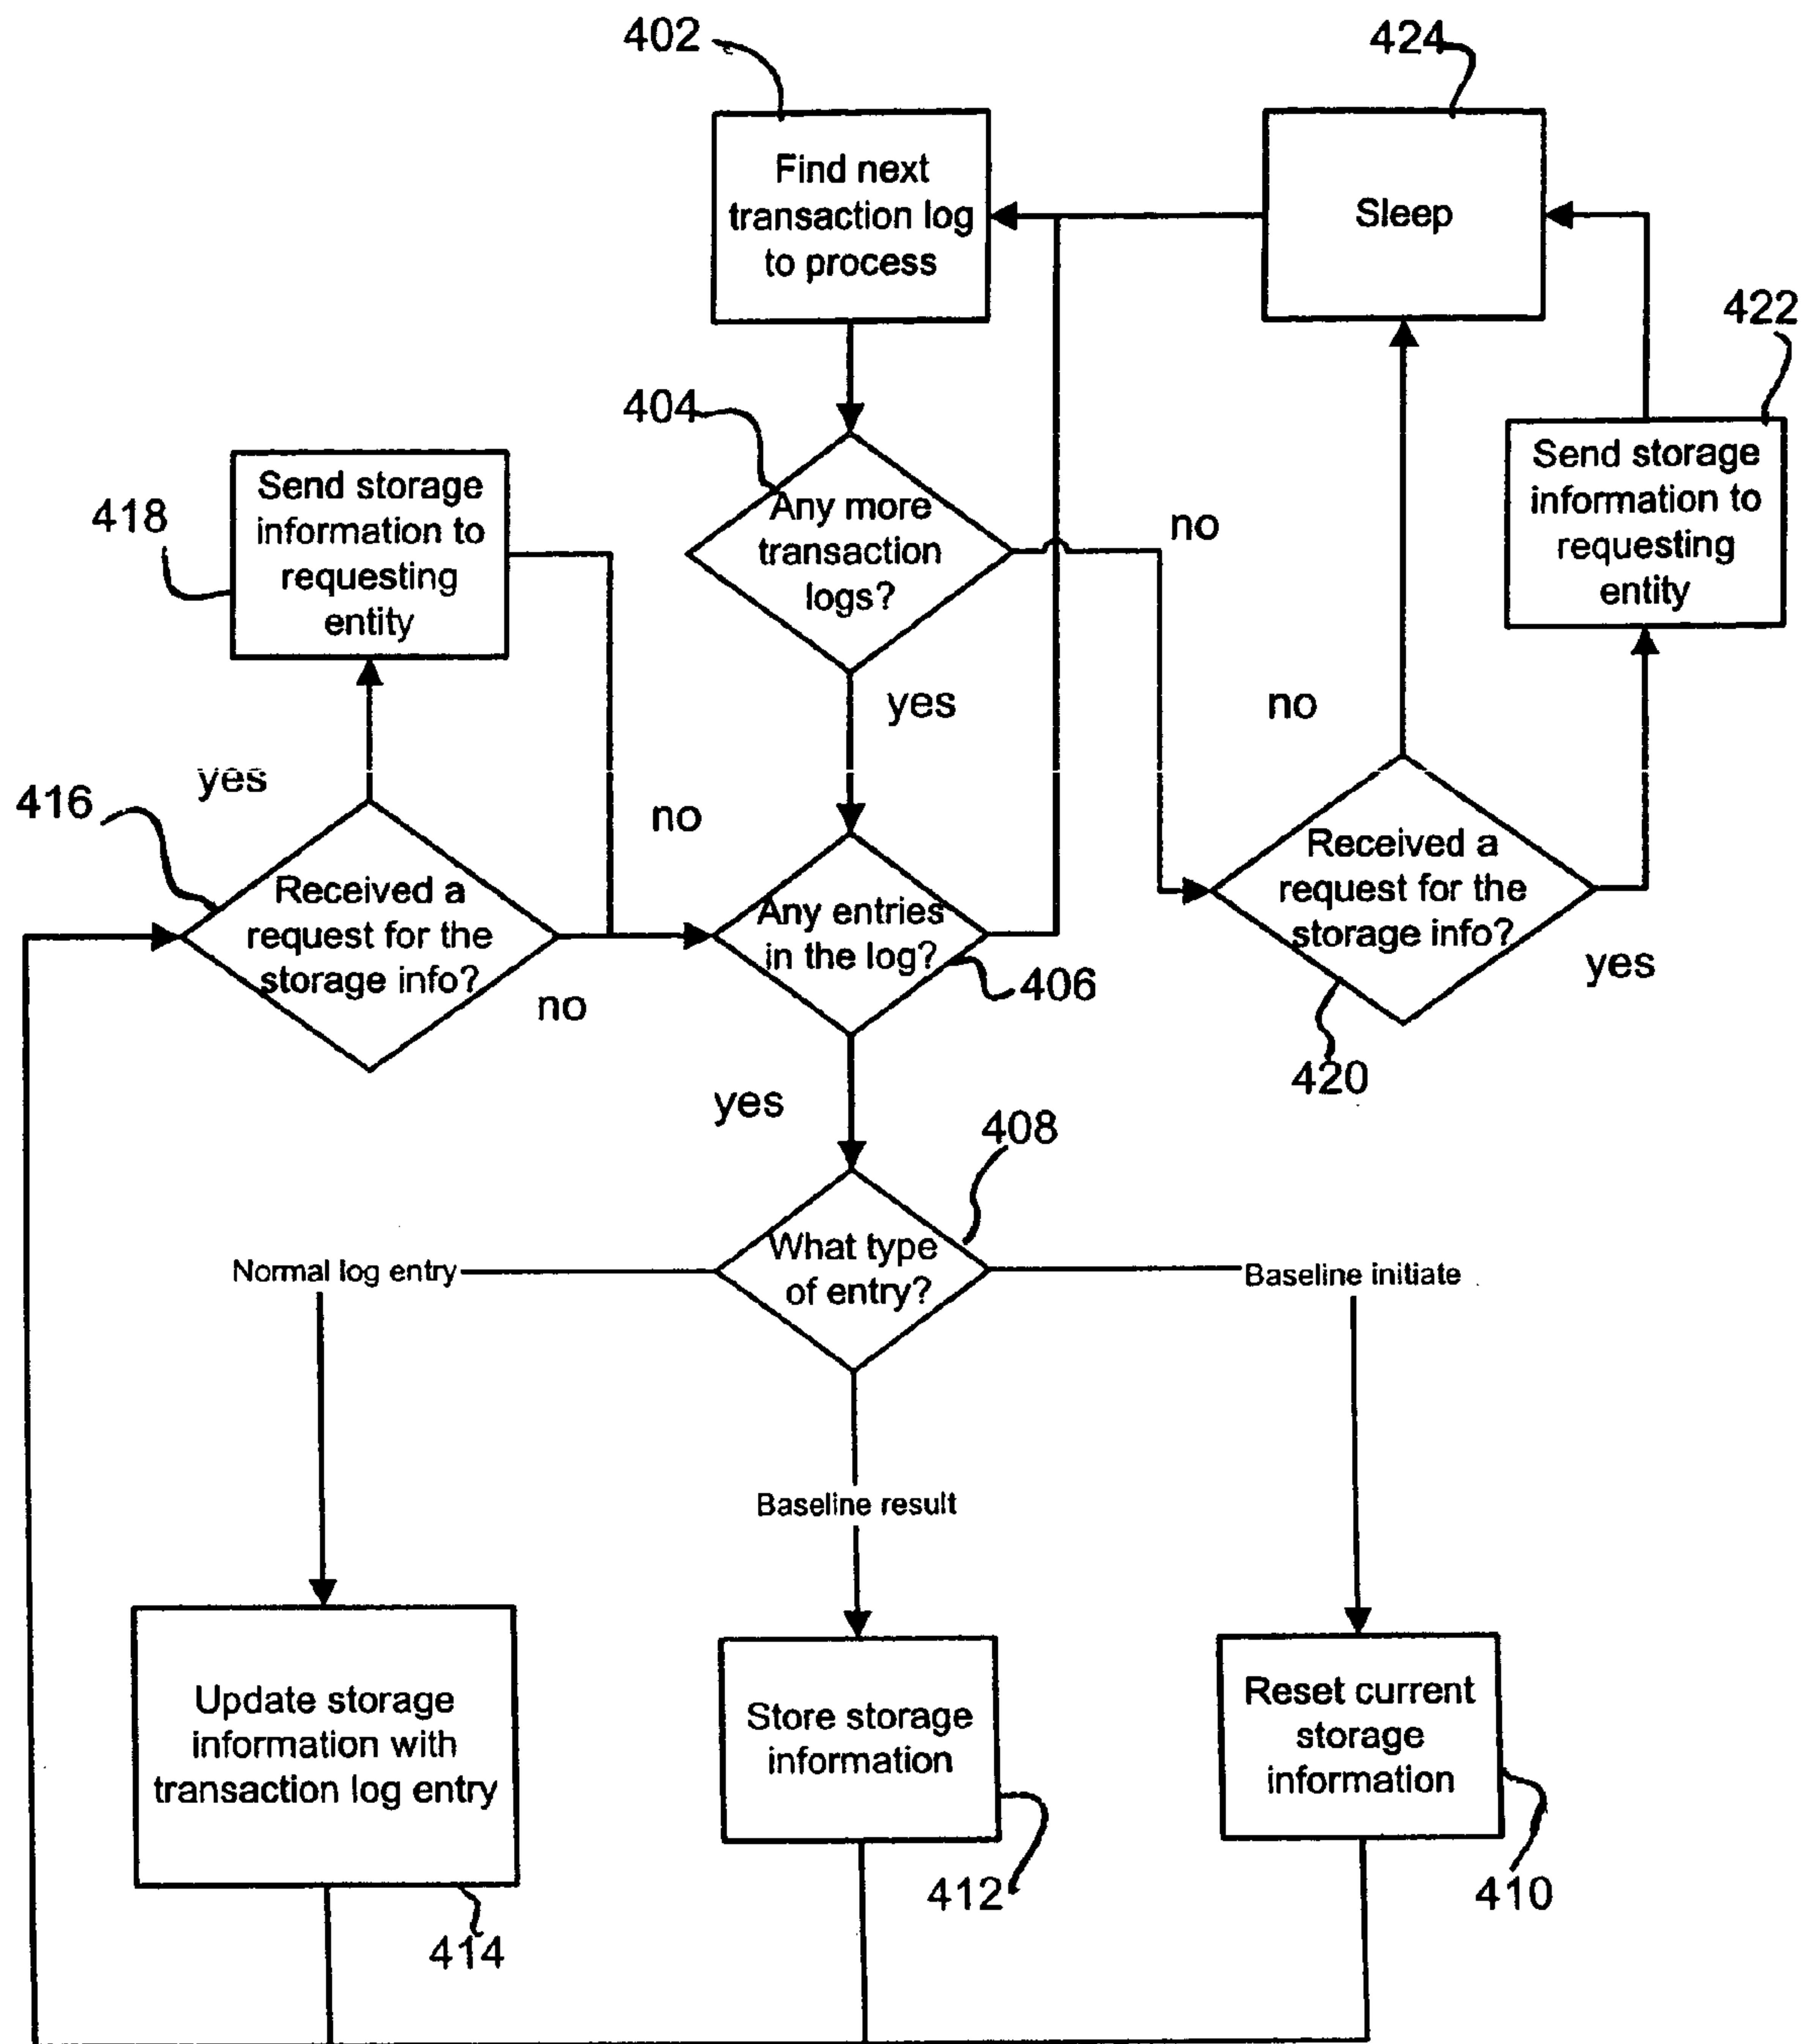 402
424
Find next
transaction log
to process
Sleep
422
404
Send storage
information to
requesting
entity
418
Any more
transaction
logs?
no
Send storage
information to
requesting
entity
yes
no
yes
416
no
Received a
request for the
storage info?
Any entries
in the log?
Received a
request for the
storage info?
yes
no
406
420
yes
408
Normal log entry
What type
of entry?
Baseline initiate
Baseline result
Update storage
information with
transaction log entry
Store storage
information
Reset current
storage
information
412
410
414